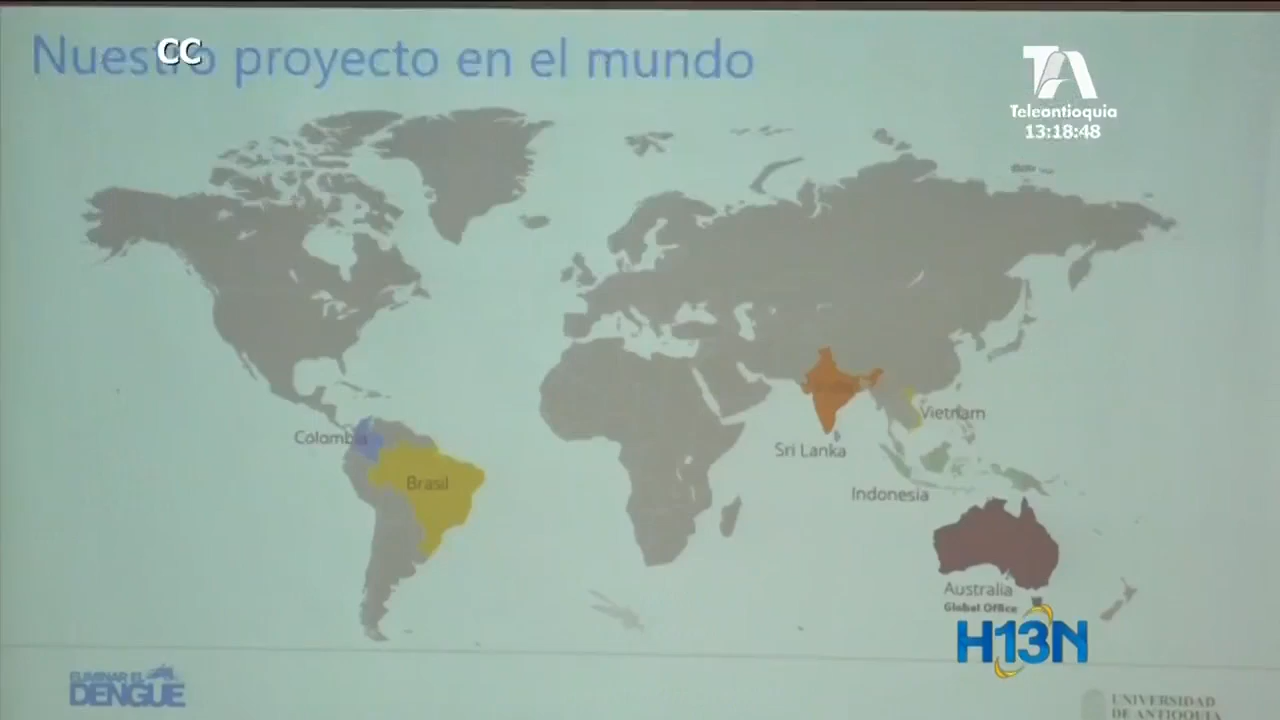 Nuestro proyecto en el mundo
CC
TA
Teleantioquia
13:18:48
Colombia
Brasil
Vietnam
Sri Lanka
Indonesia
Australia
Global Office
H13N
ELIMINAR EL
DENGUE
UNIVERSIDAD
DE ANTIOQUIA